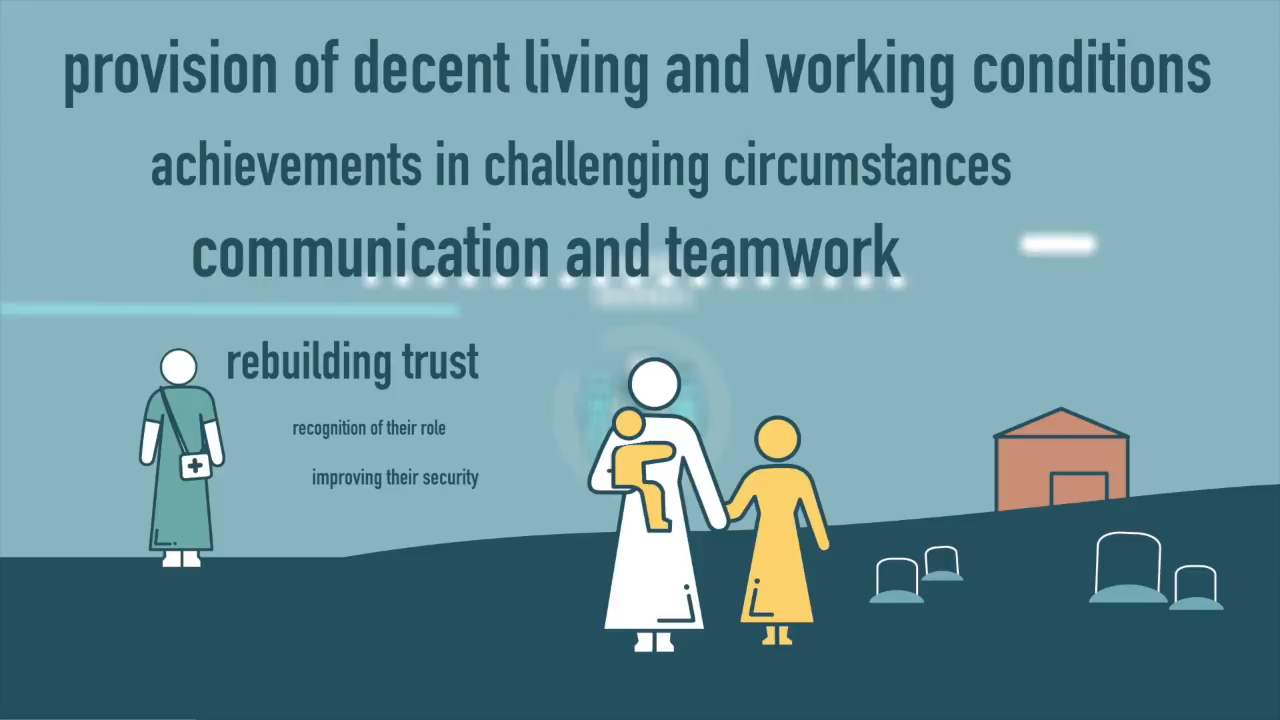 provision of decent living and working conditions
achievements in challenging circumstances
communication and teamwork
rebuilding trust
recognition of their role
improving their security